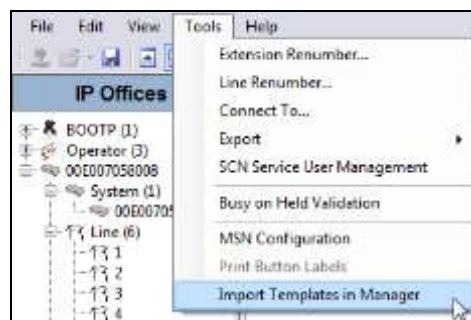 File Edit View Tools Help
Extension Renumber...
Line Renumber...
Connect To...
Export
SCN Service User Management
Busy on Held Validation
MSN Configuration
Print Button Labels
Import Templates in Manager
IP Offices
BOOTP (1)
Operator (3)
00E007058008
System (1)
00E00705
Line (6)
1
2
3
4